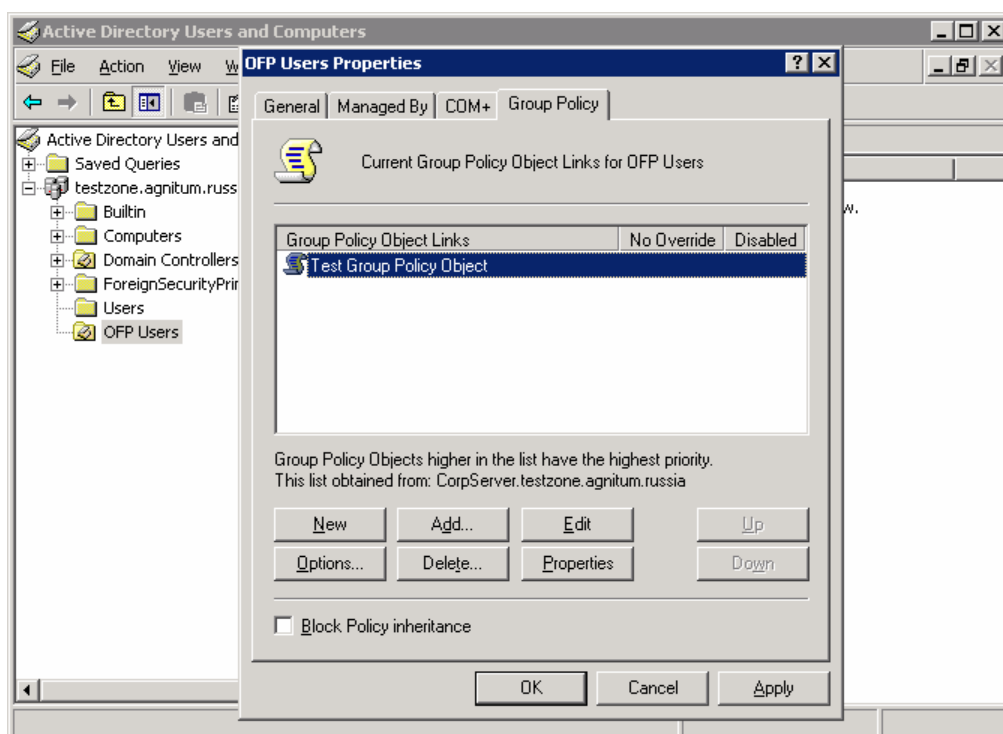 Active Directory Users and Computers
File Action View
OFP Users Properties
General Managed By COM+ Group Policy
Current Group Policy Object Links for OFP Users
Active Directory Users and
Saved Queries
testzone.agnitum.russ
Builtin
Computers
Domain Controllers
ForeignSecurityPrin
Users
OFP Users
w.
Group Policy Object Links No Override Disabled
Test Group Policy Object
Group Policy Objects higher in the list have the highest priority.
This list obtained from: CorpServer.testzone.agnitum.russia
New Add... Edit Up
Options... Delete... Properties Down
Block Policy inheritance
OK Cancel Apply